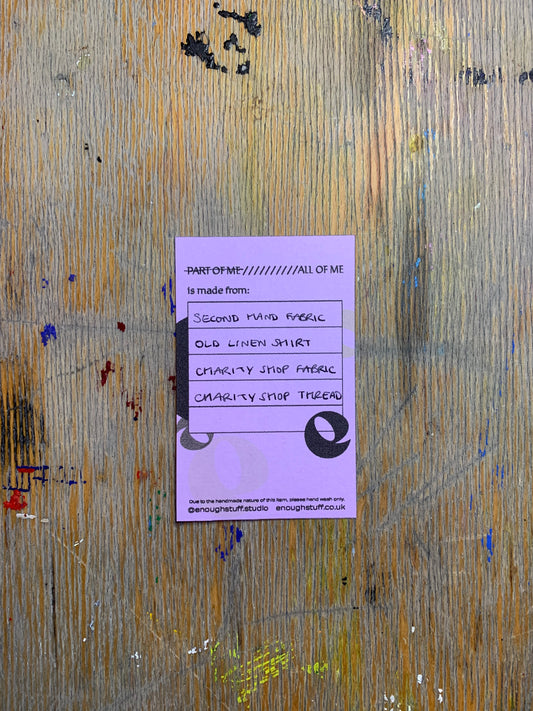 PART OF ME///////////ALL OF ME
is made from:
SECOND HAND FABRIC
OLD LINEN SHIRT
CHARITY SHOP FABRIC
CHARITY SHOP THREAD
Due to the handmade nature of this item, please hand wash only.
@enoughstuff.studio enoughstuff.co.uk